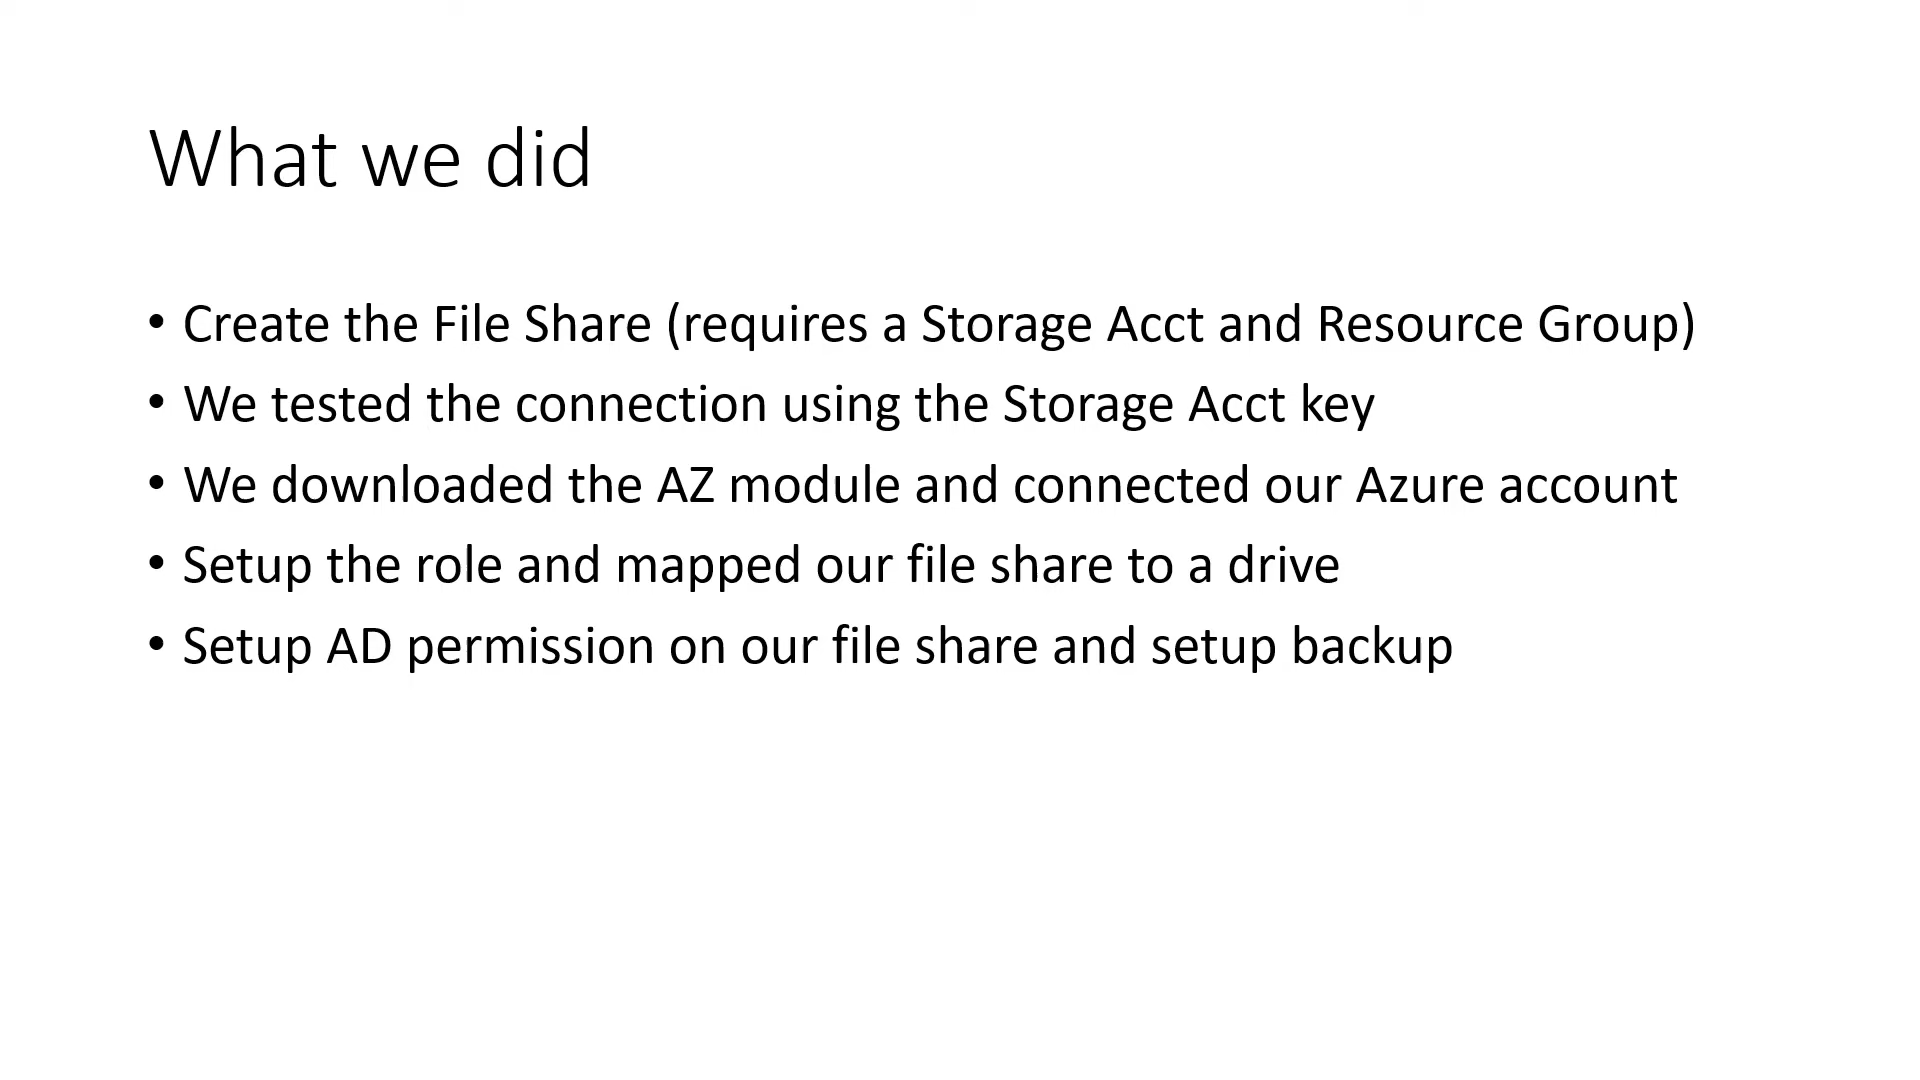 What we did
• Create the File Share (requires a Storage Acct and Resource Group)
• We tested the connection using the Storage Acct key
• We downloaded the AZ module and connected our Azure account
• Setup the role and mapped our file share to a drive
• Setup AD permission on our file share and setup backup